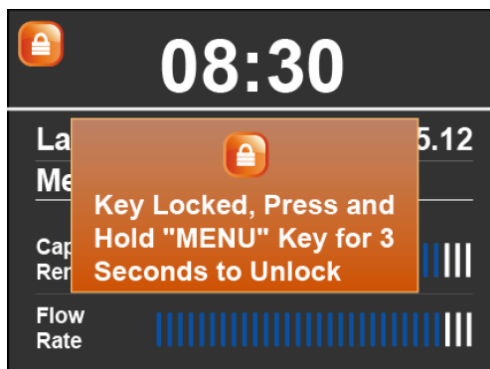 08:30
La 5.12
Me
Key Locked, Press and
Hold "MENU" Key for 3
Seconds to Unlock
Cap
Rer
Flow
Rate